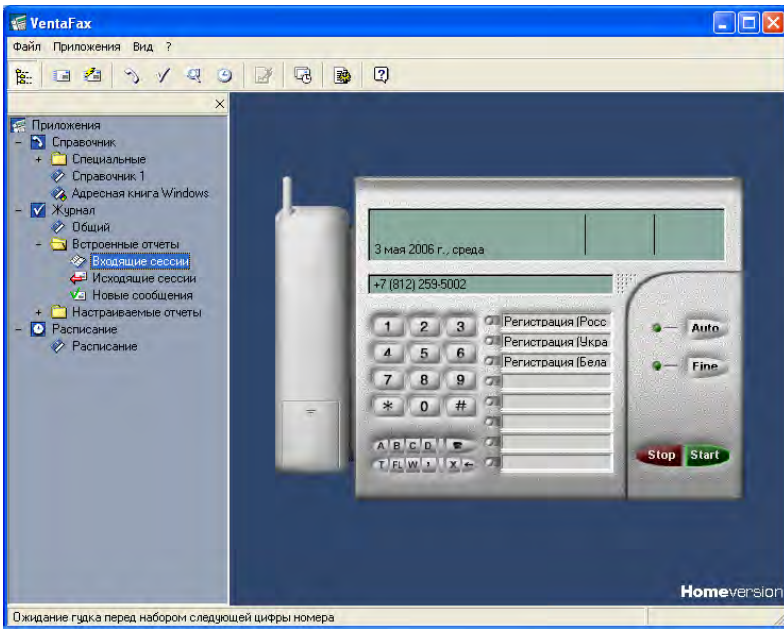 VentaFax
Файл Приложения Вид ?
Приложения
Справочник
Специальные
Справочник 1
Адресная книга Windows
Журнал
Общий
Встроенные отчеты
Входящие сессии
Исходящие сессии
Новые сообщения
Настраиваемые отчеты
Расписание
Расписание
3 мая 2006 г., среда
+7 (812) 259-5002
1 2 3 Регистрация (Росс
Регистрация (Укра
4 5 6 Регистрация (Бела
7 8 9
* 0 #
A B C D
T FL W , X ←
Auto
Fine
Stop Start
Homeversion
Ожидание гудка перед набором следующей цифры номера